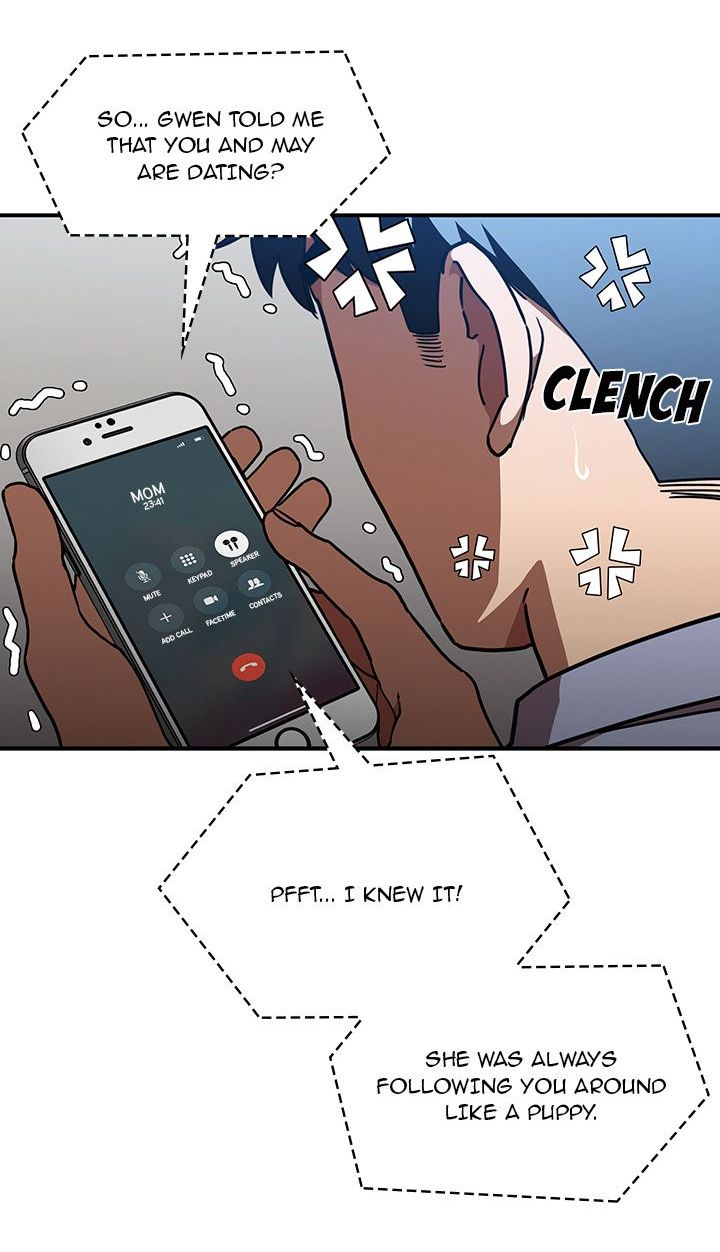 SO... GWEN TOLD ME
THAT YOU AND MAY
ARE DATING?
CLENCH
MOM
23:41
MUTE
KEYPAD
SPEAKER
ADD CALL
FACETIME
CONTACTS
PFFT... I KNEW IT!
SHE WAS ALWAYS
FOLLOWING YOU AROUND
LIKE A PUPPY.